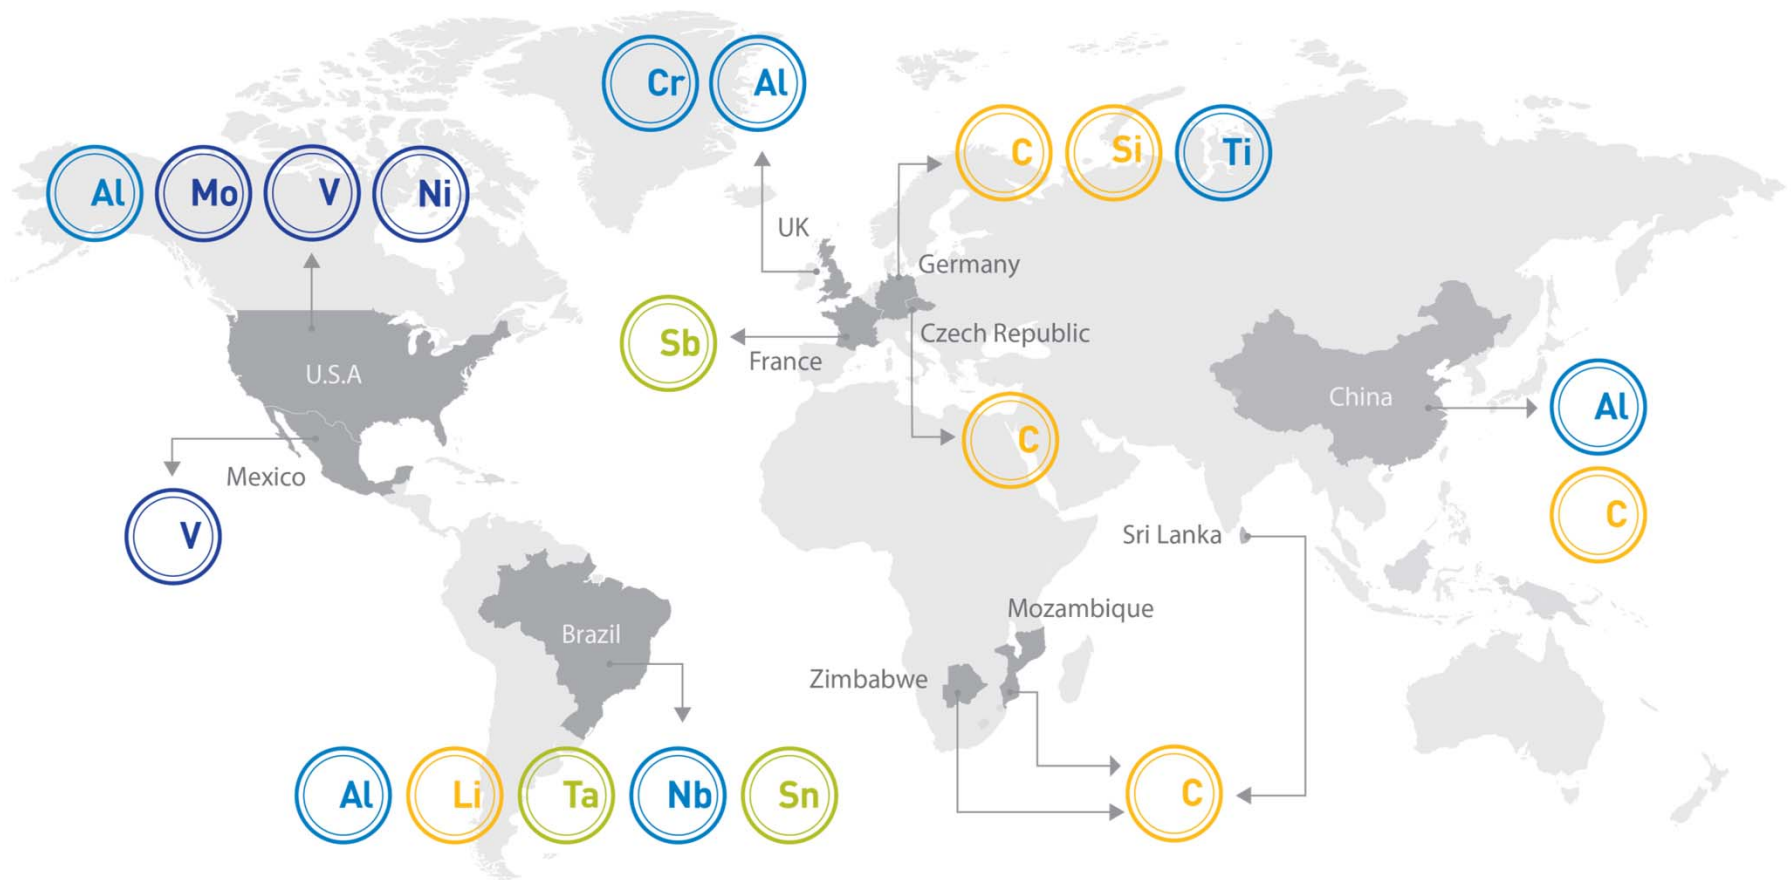 Cr Al
C Si Ti
Al Mo V Ni
UK
Germany
Sb
France
Czech Republic
U.S.A
China
Al
C
C
Mexico
V
Sri Lanka
Mozambique
Brazil
Zimbabwe
Al Li Ta Nb Sn
C